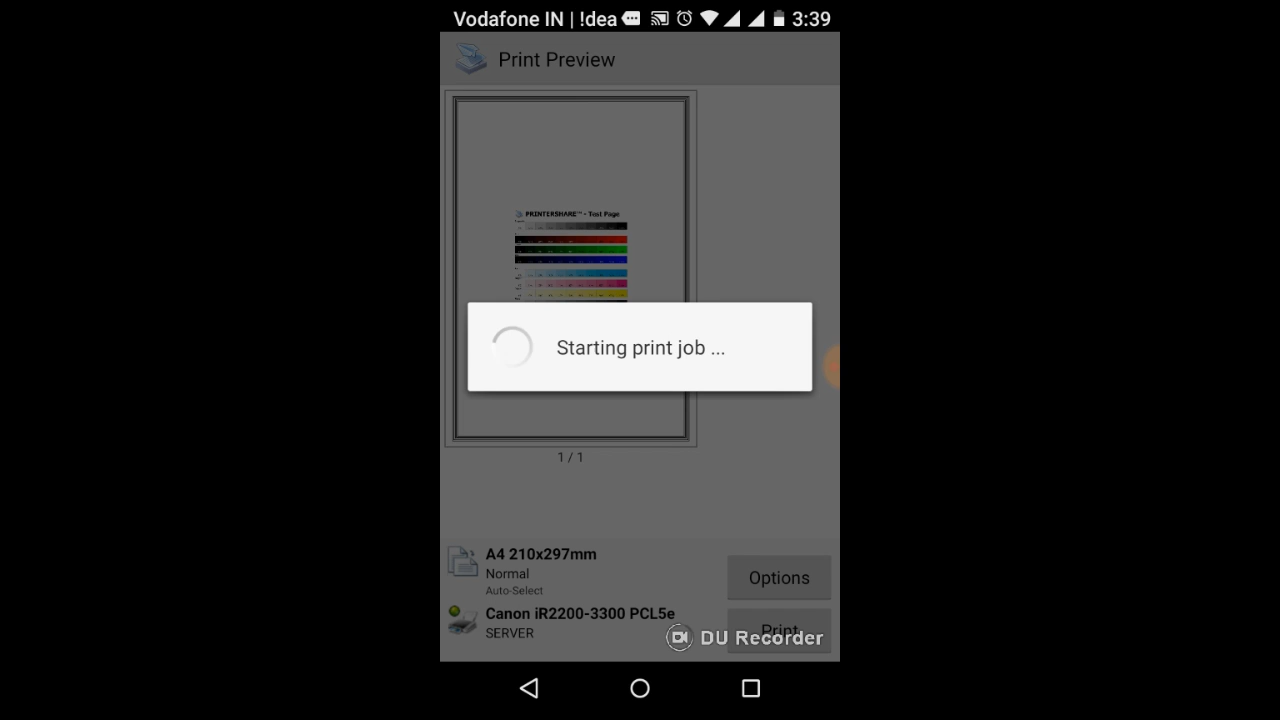 Vodafone IN | !dea 3:39
Print Preview
PRINTERSHARE™ - Test Page
Starting print job ...
1 / 1
A4 210x297mm
Normal
Auto-Select
Options
Canon iR2200-3300 PCL5e
SERVER
Print
DU Recorder